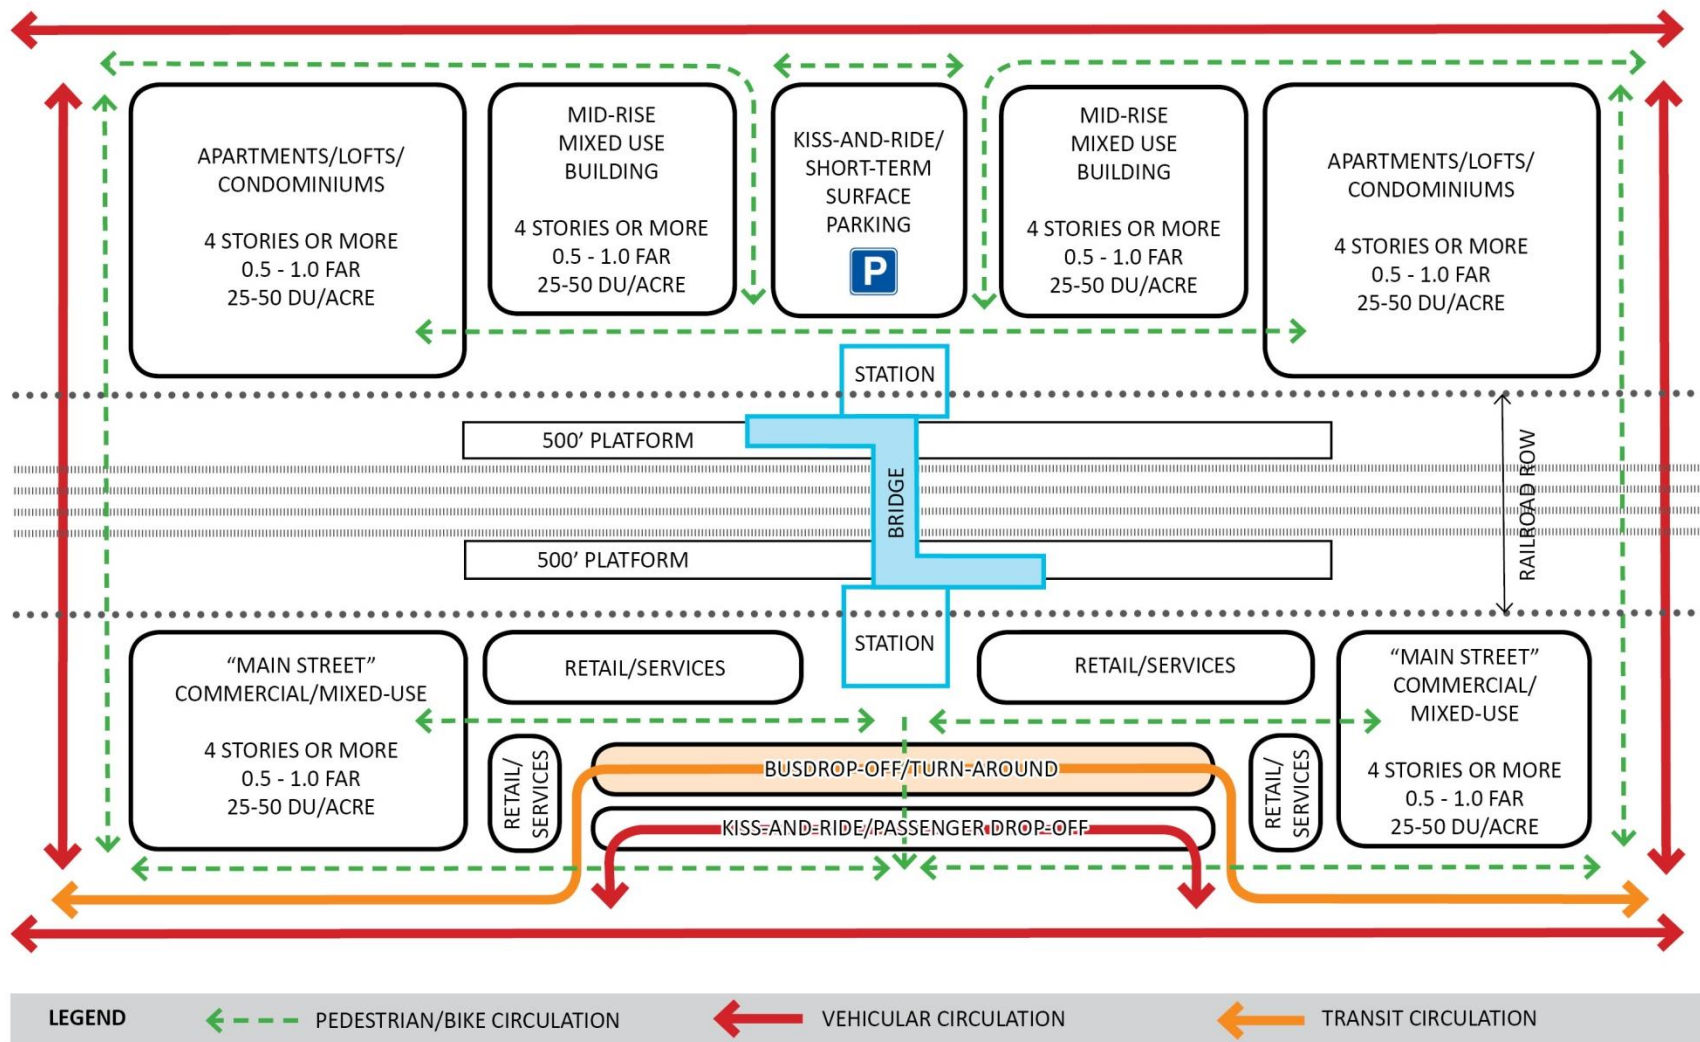 APARTMENTS/LOFTS/
CONDOMINIUMS
4 STORIES OR MORE
0.5 - 1.0 FAR
25-50 DU/ACRE
MID-RISE
MIXED USE
BUILDING
4 STORIES OR MORE
0.5 - 1.0 FAR
25-50 DU/ACRE
KISS-AND-RIDE/
SHORT-TERM
SURFACE
PARKING
P
MID-RISE
MIXED USE
BUILDING
4 STORIES OR MORE
0.5 - 1.0 FAR
25-50 DU/ACRE
APARTMENTS/LOFTS/
CONDOMINIUMS
4 STORIES OR MORE
0.5 - 1.0 FAR
25-50 DU/ACRE
STATION
500’ PLATFORM
BRIDGE
500’ PLATFORM
RAILROAD ROW
STATION
“MAIN STREET”
COMMERCIAL/MIXED-USE
4 STORIES OR MORE
0.5 - 1.0 FAR
25-50 DU/ACRE
RETAIL/SERVICES
RETAIL/SERVICES
“MAIN STREET”
COMMERCIAL/
MIXED-USE
4 STORIES OR MORE
0.5 - 1.0 FAR
25-50 DU/ACRE
RETAIL/
SERVICES
BUSDROP-OFF/TURN-AROUND
KISS-AND-RIDE/PASSENGER DROP-OFF
RETAIL/
SERVICES
LEGEND
PEDESTRIAN/BIKE CIRCULATION
VEHICULAR CIRCULATION
TRANSIT CIRCULATION